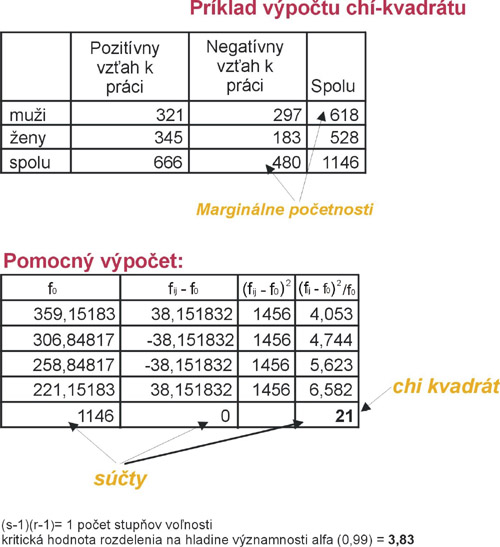 Príklad výpočtu chí-kvadrátu
Pozitívny vzťah k práci Negatívny vzťah k práci Spolu
muži 321 297 618
ženy 345 183 528
spolu 666 480 1146
Marginálne početnosti
Pomocný výpočet:
f₀ fij - f₀ (fij - f₀)² (fij - f₀)²/f₀
359,15183 38,151832 1456 4,053
306,84817 -38,151832 1456 4,744
258,84817 -38,151832 1456 5,623
221,15183 38,151832 1456 6,582
1146 0 21
chi kvadrát
súčty
(s-1)(r-1)= 1 počet stupňov voľnosti
kritická hodnota rozdelenia na hladine významnosti alfa (0,99) = 3,83